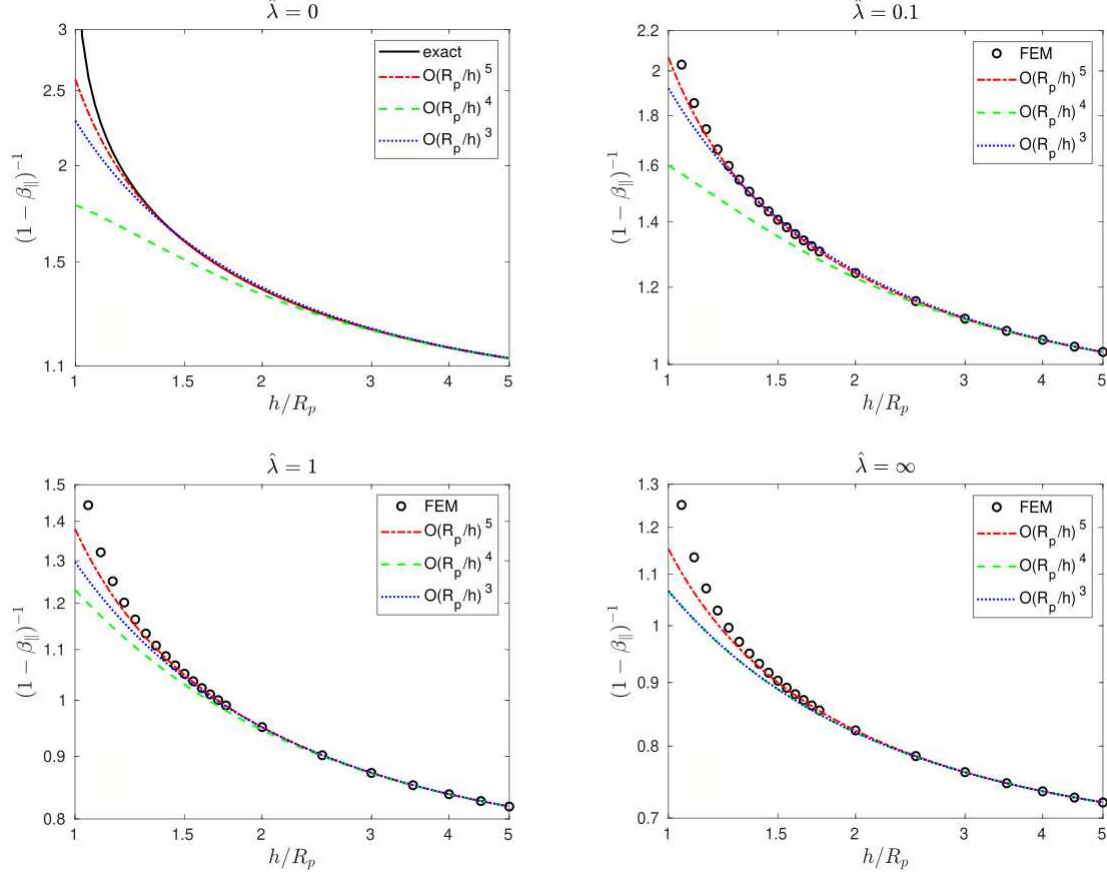 λ̂ = 0
3
2.5
2
1.5
1.1
(1 − β∥)⁻¹
exact
O(R_p/h) ^5
O(R_p/h) ^4
O(R_p/h) ^3
1 1.5 2 3 4 5
h/R_p
λ̂ = 0.1
2.2
2
1.8
1.6
1.4
1.2
1
(1 − β∥)⁻¹
FEM
O(R_p/h) ^5
O(R_p/h) ^4
O(R_p/h) ^3
1 1.5 2 3 4 5
h/R_p
λ̂ = 1
1.5
1.4
1.3
1.2
1.1
1
0.9
0.8
(1 − β∥)⁻¹
FEM
O(R_p/h) ^5
O(R_p/h) ^4
O(R_p/h) ^3
1 1.5 2 3 4 5
h/R_p
λ̂ = ∞
1.3
1.2
1.1
1
0.9
0.8
0.7
(1 − β∥)⁻¹
FEM
O(R_p/h) ^5
O(R_p/h) ^4
O(R_p/h) ^3
1 1.5 2 3 4 5
h/R_p